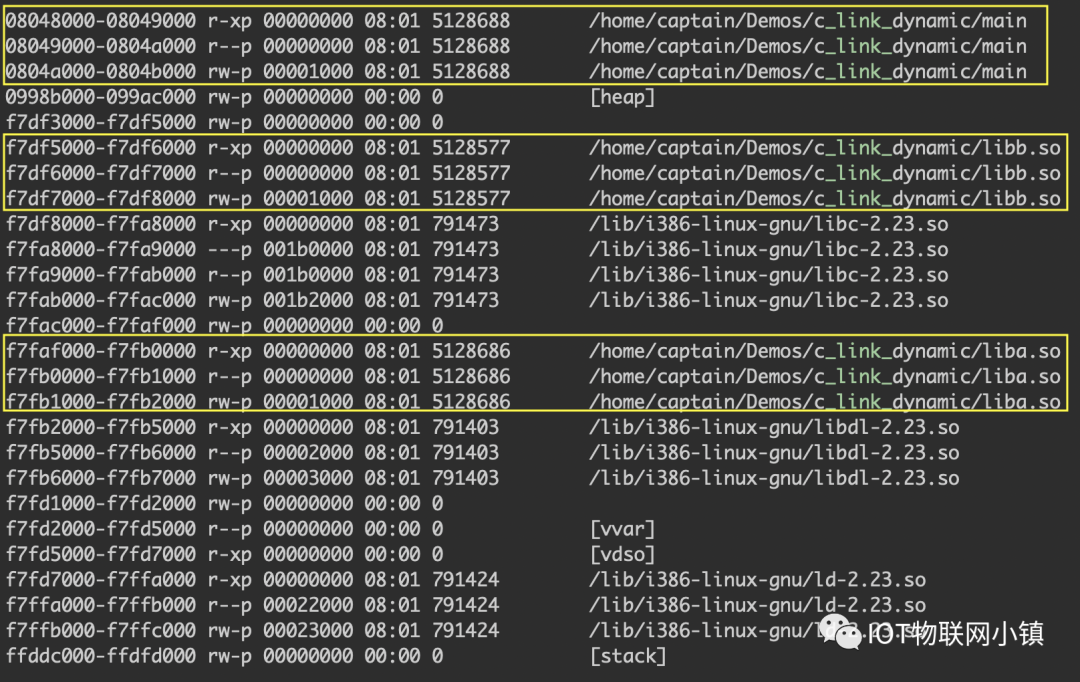 08048000-08049000 r-xp 00000000 08:01 5128688 /home/captain/Demos/c_link_dynamic/main
08049000-0804a000 r--p 00000000 08:01 5128688 /home/captain/Demos/c_link_dynamic/main
0804a000-0804b000 rw-p 00001000 08:01 5128688 /home/captain/Demos/c_link_dynamic/main
0998b000-099ac000 rw-p 00000000 00:00 0 [heap]
f7df3000-f7df5000 rw-p 00000000 00:00 0
f7df5000-f7df6000 r-xp 00000000 08:01 5128577 /home/captain/Demos/c_link_dynamic/libb.so
f7df6000-f7df7000 r--p 00000000 08:01 5128577 /home/captain/Demos/c_link_dynamic/libb.so
f7df7000-f7df8000 rw-p 00001000 08:01 5128577 /home/captain/Demos/c_link_dynamic/libb.so
f7df8000-f7fa8000 r-xp 00000000 08:01 791473 /lib/i386-linux-gnu/libc-2.23.so
f7fa8000-f7fa9000 ---p 001b0000 08:01 791473 /lib/i386-linux-gnu/libc-2.23.so
f7fa9000-f7fab000 r--p 001b0000 08:01 791473 /lib/i386-linux-gnu/libc-2.23.so
f7fab000-f7fac000 rw-p 001b2000 08:01 791473 /lib/i386-linux-gnu/libc-2.23.so
f7fac000-f7faf000 rw-p 00000000 00:00 0
f7faf000-f7fb0000 r-xp 00000000 08:01 5128686 /home/captain/Demos/c_link_dynamic/liba.so
f7fb0000-f7fb1000 r--p 00000000 08:01 5128686 /home/captain/Demos/c_link_dynamic/liba.so
f7fb1000-f7fb2000 rw-p 00001000 08:01 5128686 /home/captain/Demos/c_link_dynamic/liba.so
f7fb2000-f7fb5000 r-xp 00000000 08:01 791403 /lib/i386-linux-gnu/libdl-2.23.so
f7fb5000-f7fb6000 r--p 00002000 08:01 791403 /lib/i386-linux-gnu/libdl-2.23.so
f7fb6000-f7fb7000 rw-p 00003000 08:01 791403 /lib/i386-linux-gnu/libdl-2.23.so
f7fd1000-f7fd2000 rw-p 00000000 00:00 0
f7fd2000-f7fd5000 r--p 00000000 00:00 0 [vvar]
f7fd5000-f7fd7000 r-xp 00000000 00:00 0 [vdso]
f7fd7000-f7ffa000 r-xp 00000000 08:01 791424 /lib/i386-linux-gnu/ld-2.23.so
f7ffa000-f7ffb000 r--p 00022000 08:01 791424 /lib/i386-linux-gnu/ld-2.23.so
f7ffb000-f7ffc000 rw-p 00023000 08:01 791424 /lib/i386-linux-gnu/
IOT物联网小镇
ffddc000-ffdfd000 rw-p 00000000 00:00 0 [stack]